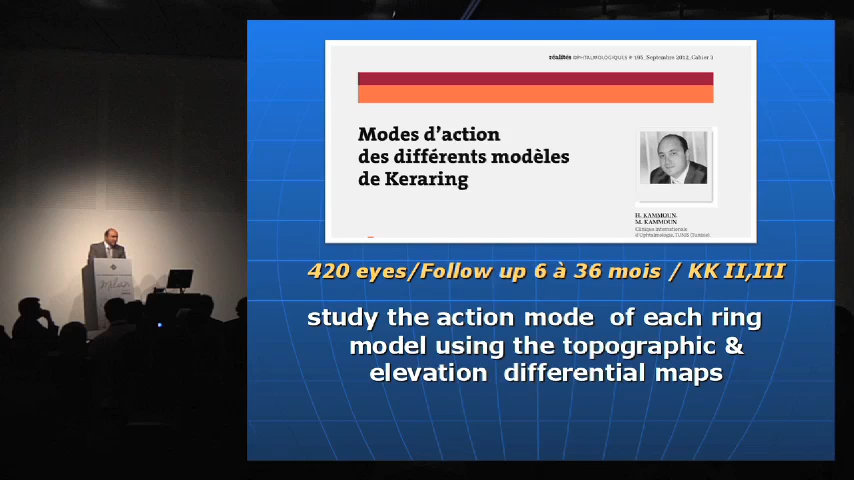 réalités OPHTALMOLOGIQUES # 195_Septembre 2012_Cahier 3
Modes d’action
des différents modèles
de Keraring
H. KAMMOUN,
M. KAMMOUN
Clinique internationale
d'Ophtalmologie, TUNIS (Tunisie).
420 eyes/Follow up 6 à 36 mois / KK II,III
study the action mode of each ring
model using the topographic &
elevation differential maps
milan